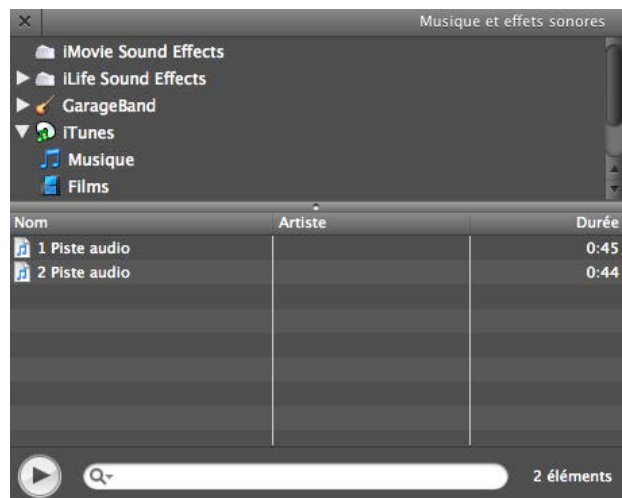 Musique et effets sonores
iMovie Sound Effects
iLife Sound Effects
GarageBand
iTunes
Musique
Films
Nom Artiste Durée
1 Piste audio 0:45
2 Piste audio 0:44
2 éléments